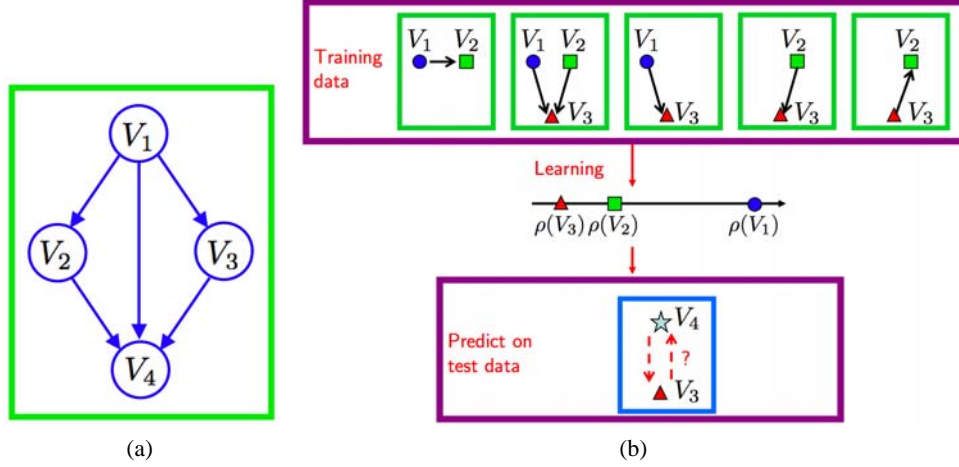 V₁
V₂
V₃
V₄
(a)
Training
data
V₁ V₂
V₁ V₂
V₃
V₁
V₃
V₂
V₃
V₂
V₃
Learning
ρ(V₃) ρ(V₂) ρ(V₁)
Predict on
test data
V₄
?
V₃
(b)